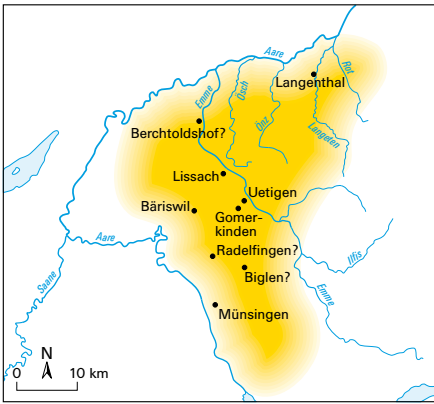 Aare
Rot
Langenthal
Emme
Ösch
Önz
Langeten
Berchtoldshof?
Lissach
Uetigen
Bäriswil
Gomer-
kinden
Aare
Radelfingen?
Ilfis
Biglen?
Saane
Emme
Münsingen
N
0 10 km